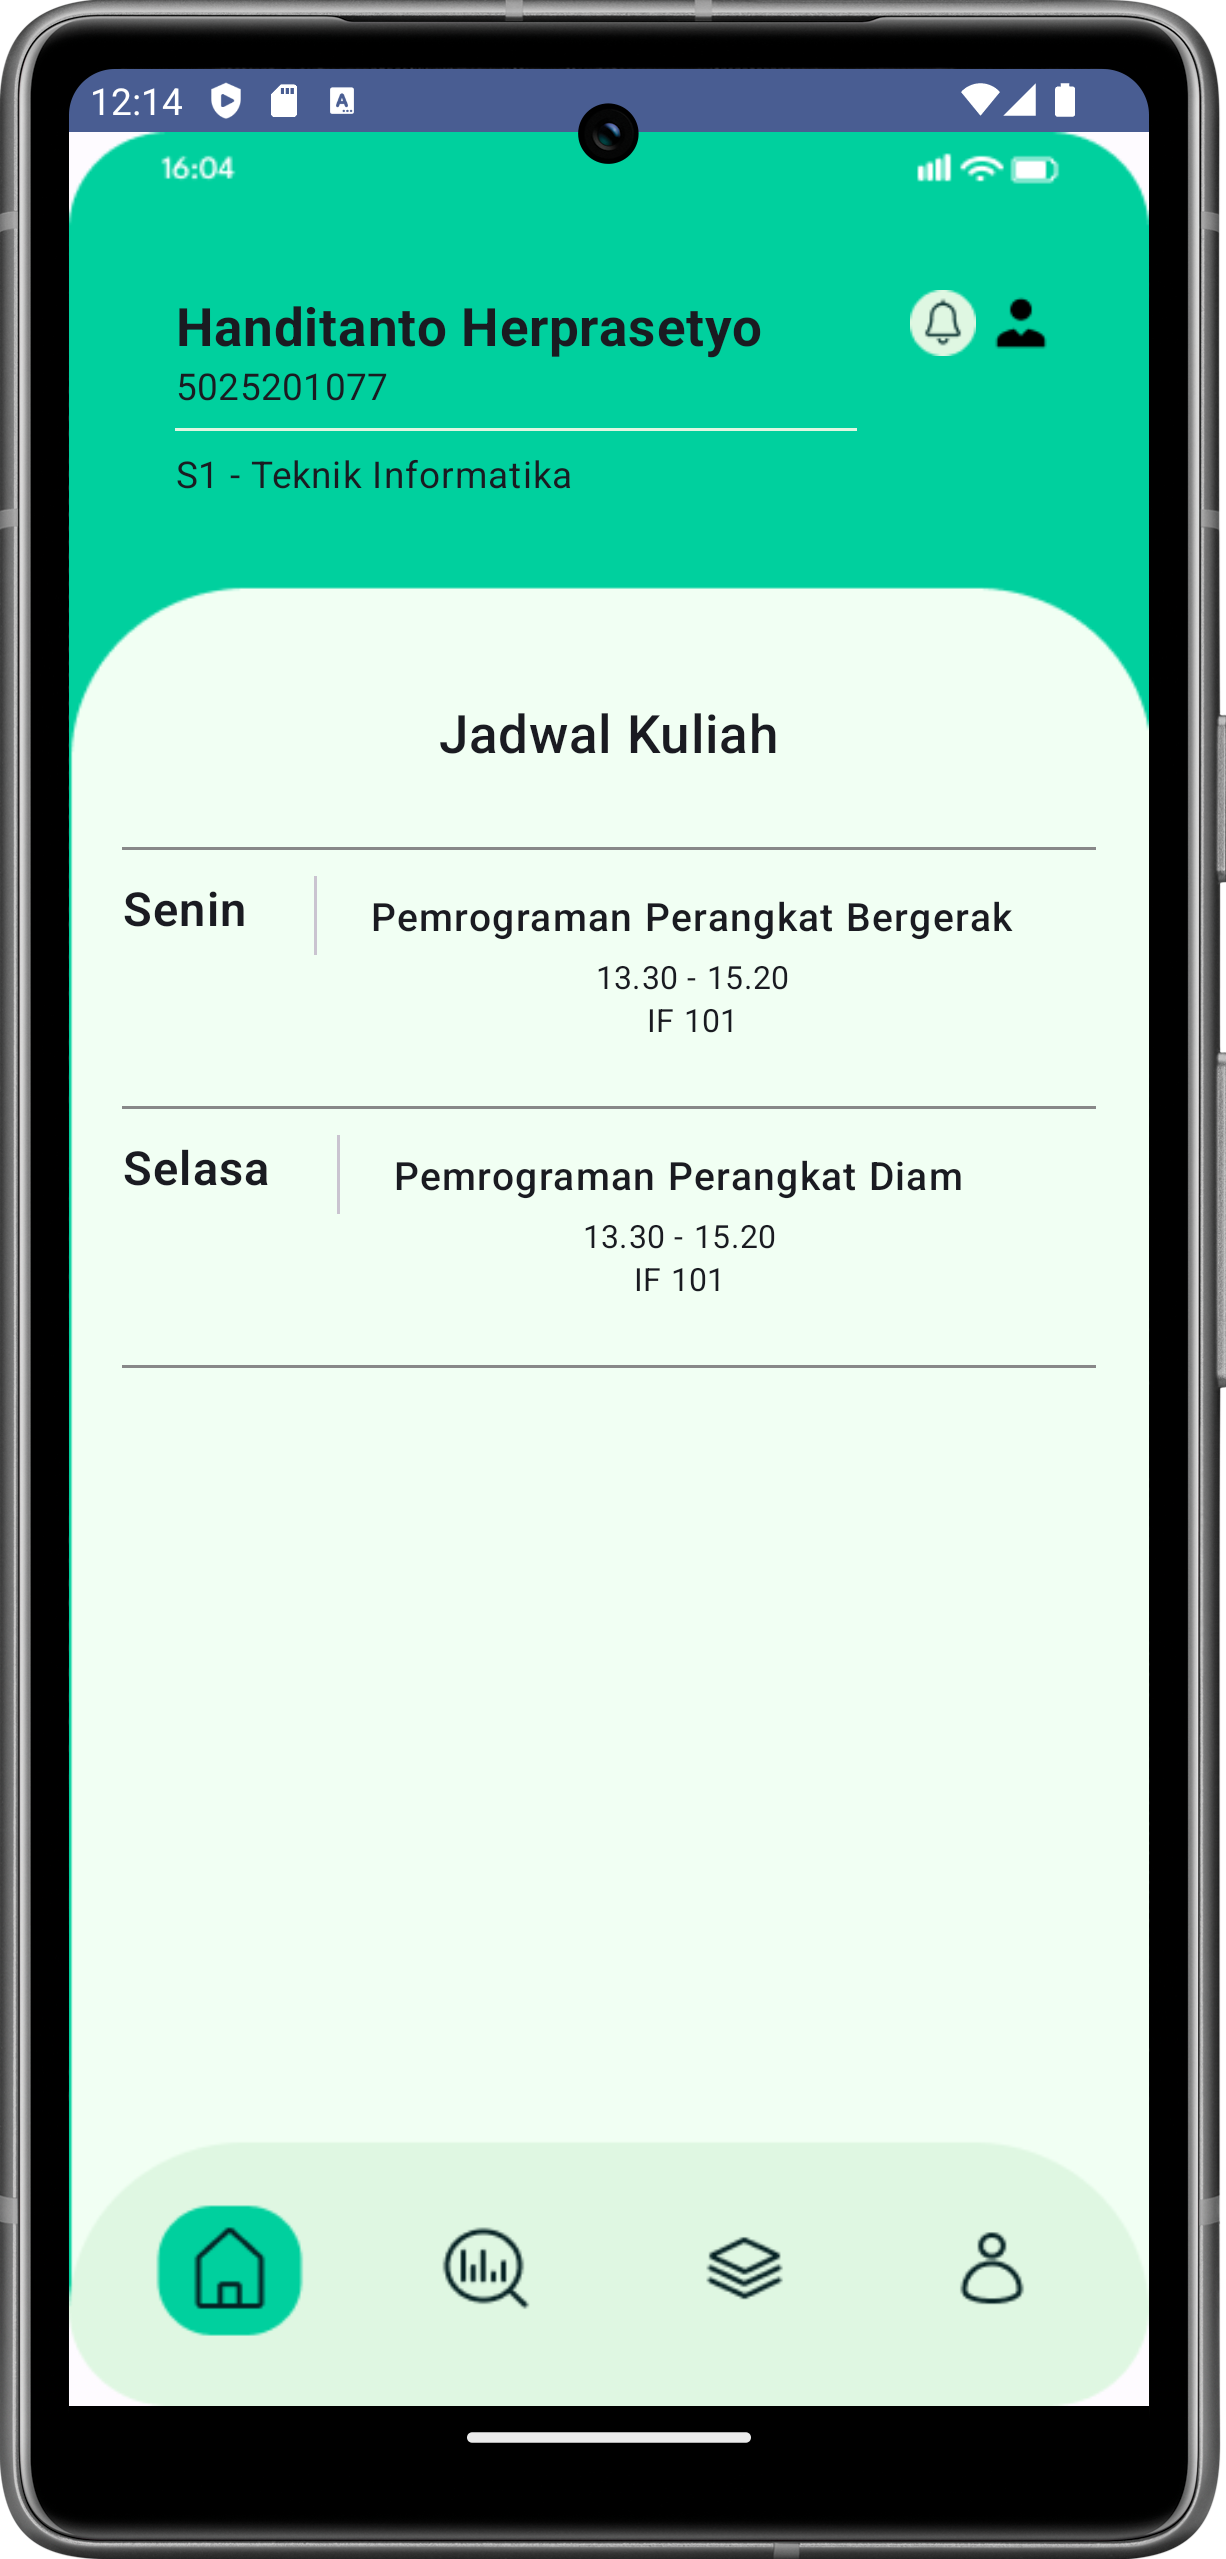 12:14
16:04
Handitanto Herprasetyo
5025201077
S1 - Teknik Informatika
Jadwal Kuliah
Senin
Pemrograman Perangkat Bergerak
13.30 - 15.20
IF 101
Selasa
Pemrograman Perangkat Diam
13.30 - 15.20
IF 101